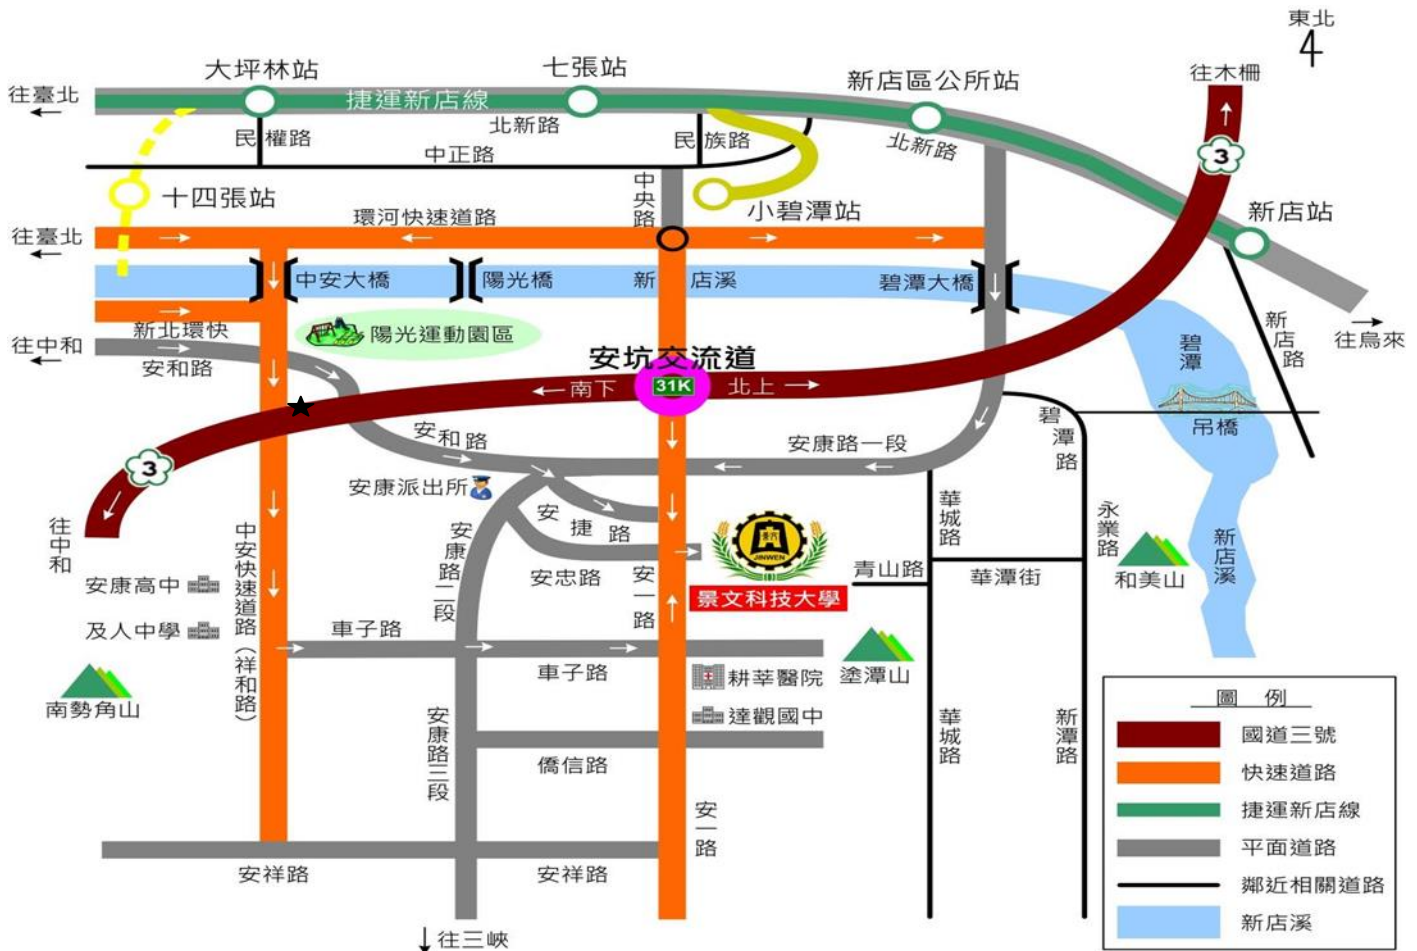 東北
4
往木柵
大坪林站
七張站
新店區公所站
往臺北
捷運新店線
北新路
民權路
民族路
北新路
中正路
3
十四張站
中央路
小碧潭站
新店站
環河快速道路
往臺北
中安大橋
陽光橋
新店溪
碧潭大橋
新北環快
陽光運動園區
往中和
安和路
安坑交流道
碧潭
新店路
往烏來
南下
31K
北上
吊橋
碧潭路
安和路
安康路一段
3
安康派出所
往中和
中安快速道路(祥和路)
安康路二段
安捷路
安忠路
安一路
JINWEN
景文科技大學
華城路
永業路
新店溪
青山路
華潭街
和美山
安康高中
及人中學
車子路
車子路
南勢角山
耕莘醫院
達觀國中
塗潭山
安康路三段
僑信路
華城路
新潭路
安一路
安祥路
安祥路
往三峽
圖 例
國道三號
快速道路
捷運新店線
平面道路
鄰近相關道路
新店溪